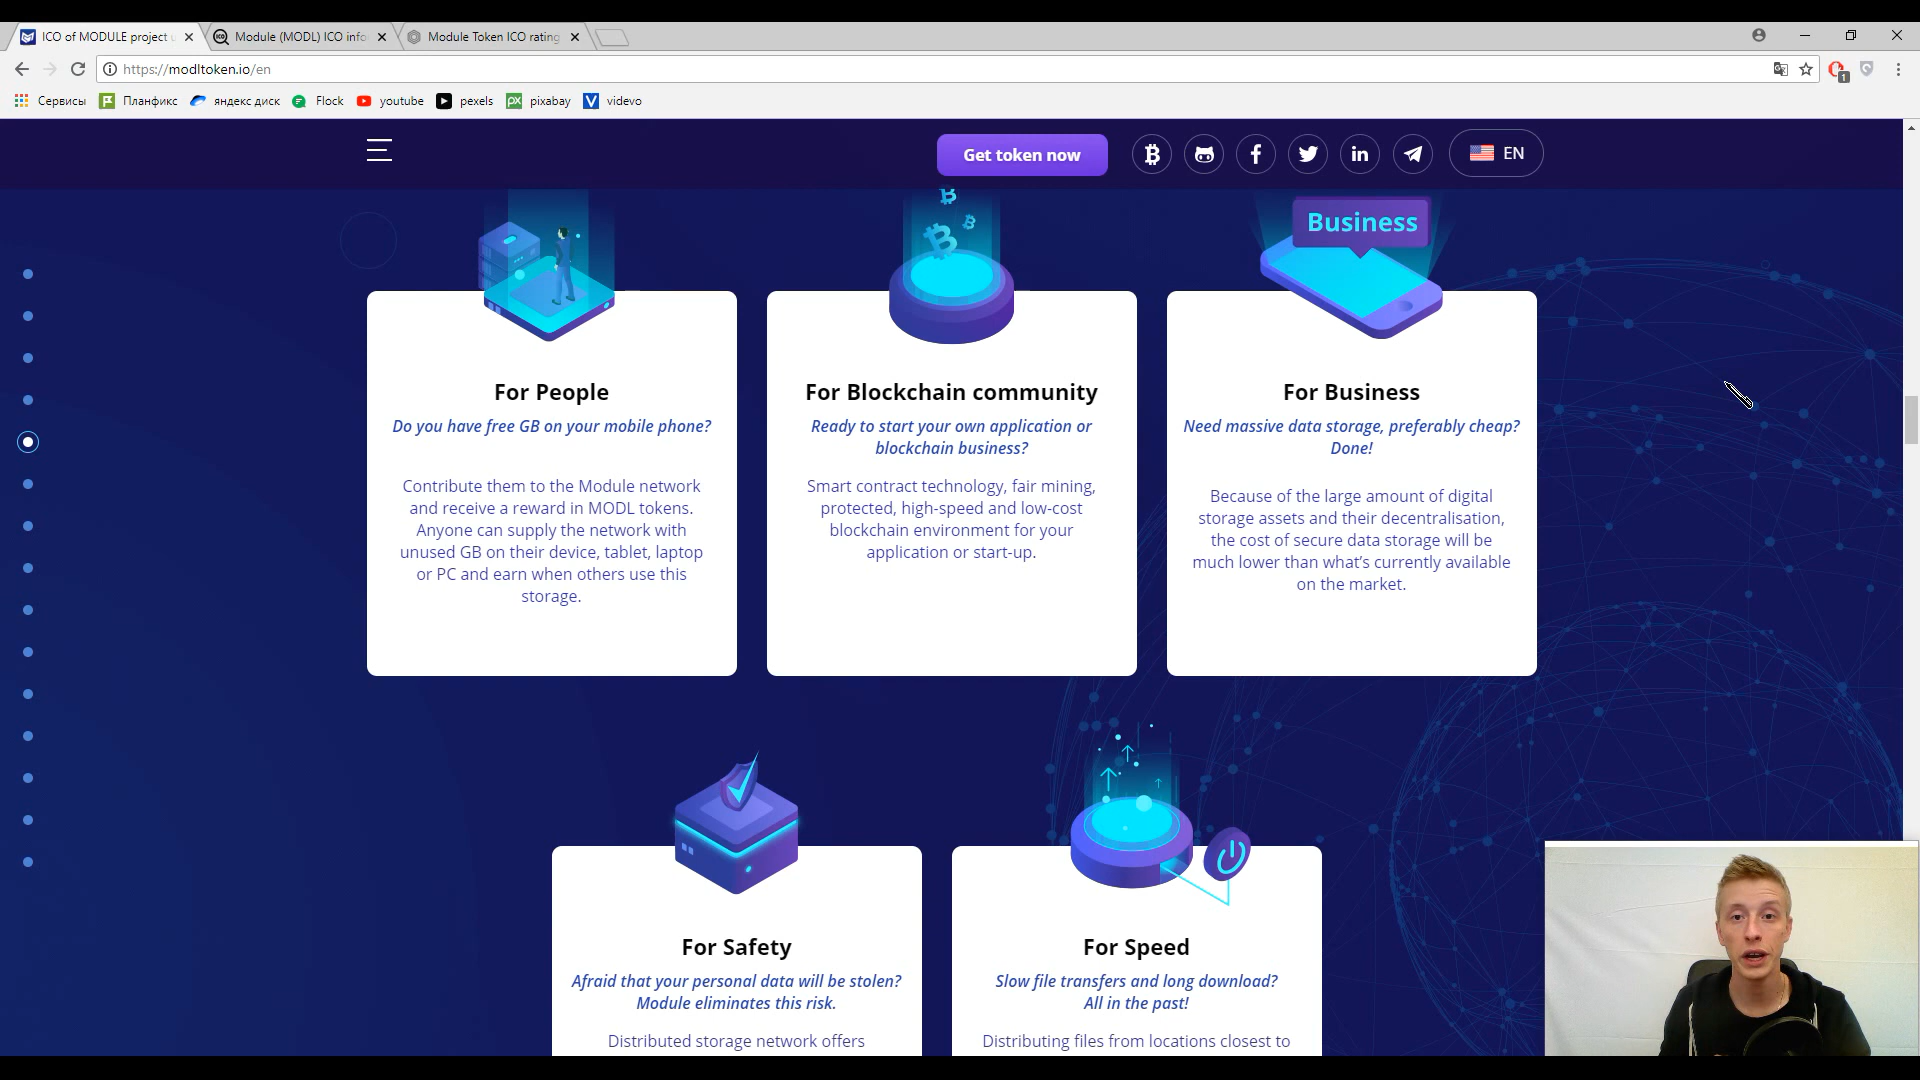 ICO of MODULE project u
Module (MODL) ICO info
Module Token ICO rating
https://modltoken.io/en
1
Сервисы
Планфикс
яндекс диск
Flock
youtube
pexels
pixabay
videvo
Get token now
EN
Business
For People
Do you have free GB on your mobile phone?
Contribute them to the Module network
and receive a reward in MODL tokens.
Anyone can supply the network with
unused GB on their device, tablet, laptop
or PC and earn when others use this
storage.
For Blockchain community
Ready to start your own application or
blockchain business?
Smart contract technology, fair mining,
protected, high-speed and low-cost
blockchain environment for your
application or start-up.
For Business
Need massive data storage, preferably cheap?
Done!
Because of the large amount of digital
storage assets and their decentralisation,
the cost of secure data storage will be
much lower than what's currently available
on the market.
For Safety
Afraid that your personal data will be stolen?
Module eliminates this risk.
Distributed storage network offers
For Speed
Slow file transfers and long download?
All in the past!
Distributing files from locations closest to